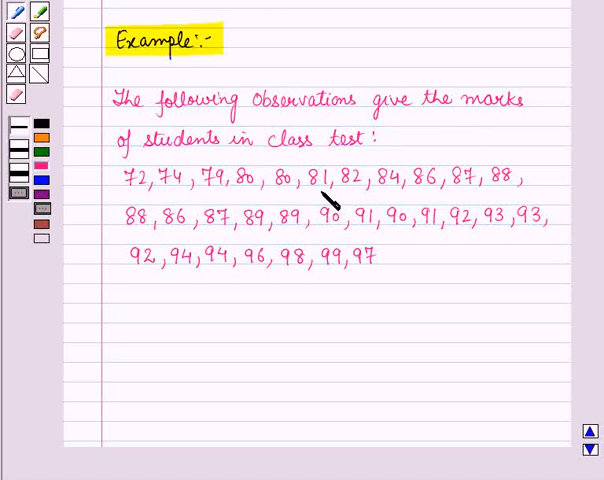 Example:-
The following observations give the marks
of students in class test:
72, 74, 79, 80, 80, 81, 82, 84, 86, 87, 88,
88, 86, 87, 89, 89, 90, 91, 90, 91, 92, 93, 93,
92, 94, 94, 96, 98, 99, 97